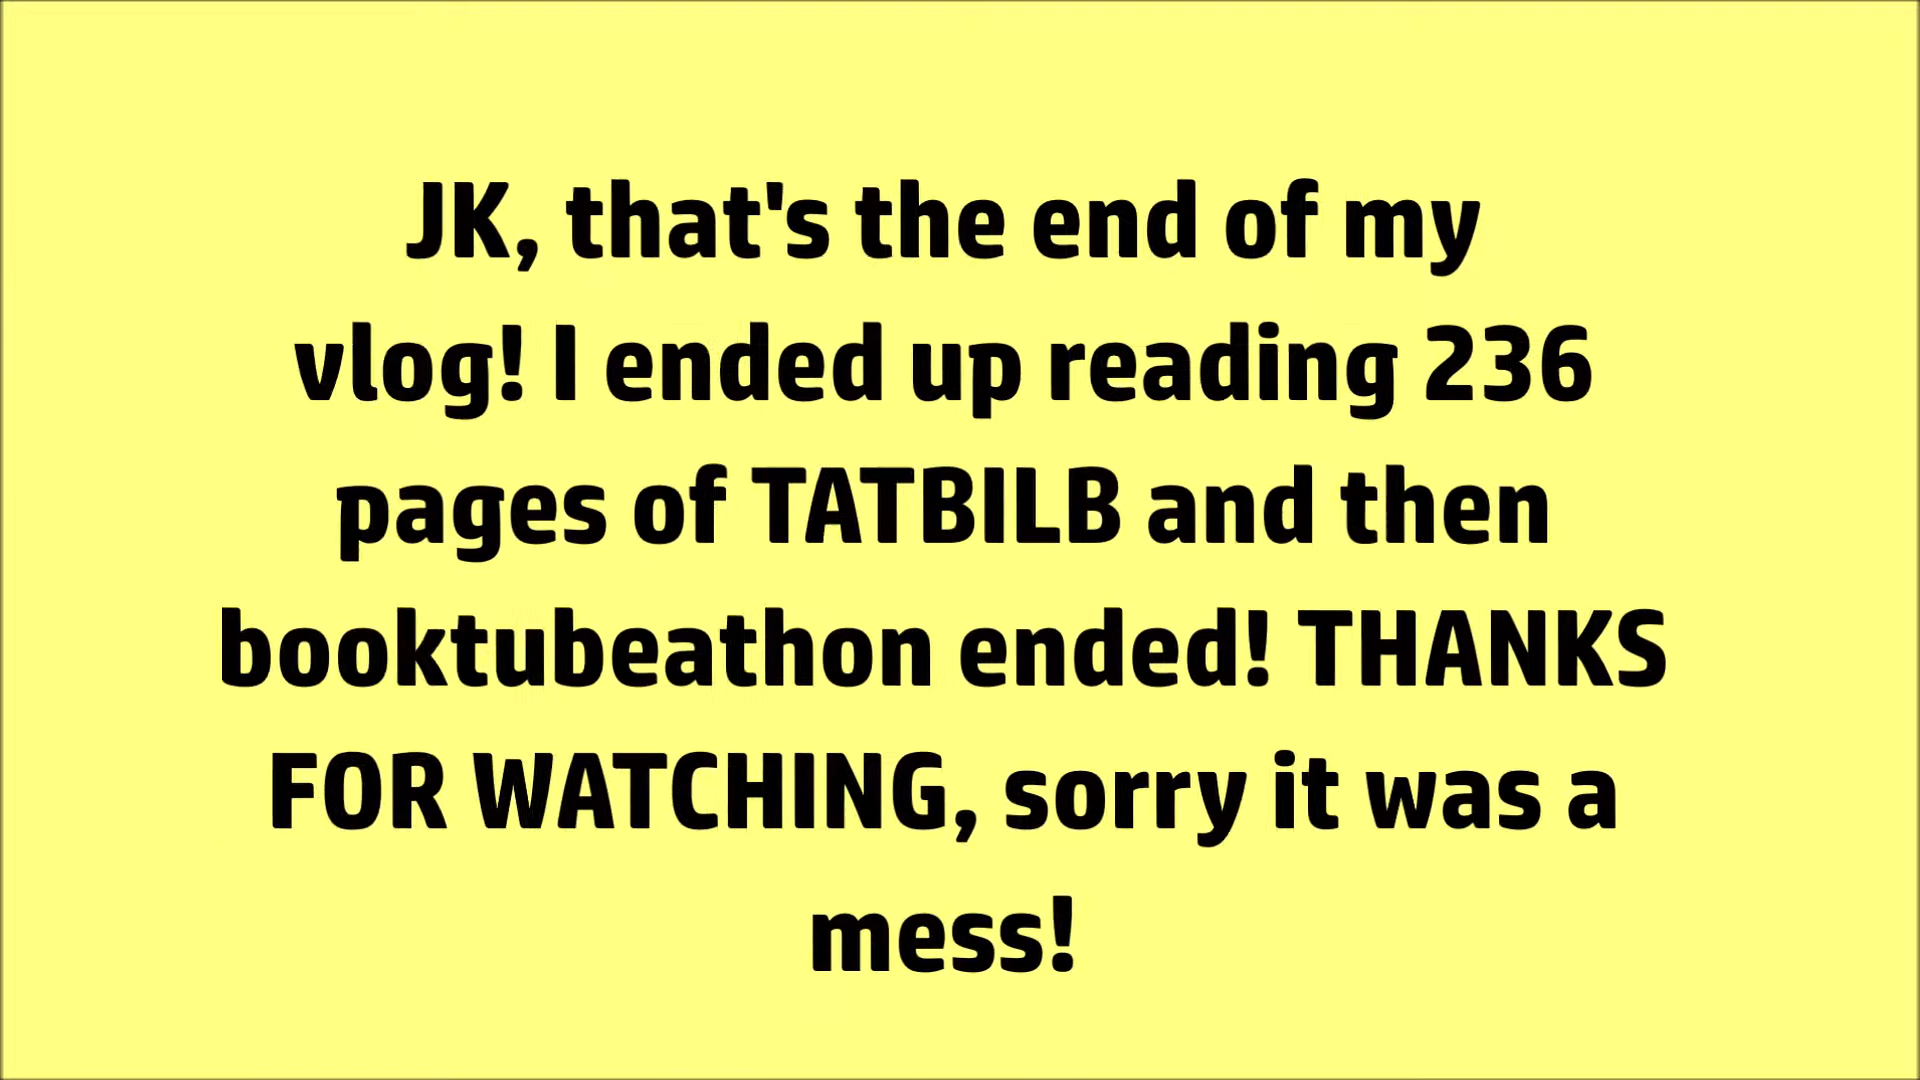 JK, that's the end of my
vlog! I ended up reading 236
pages of TATBILB and then
booktubeathon ended! THANKS
FOR WATCHING, sorry it was a
mess!